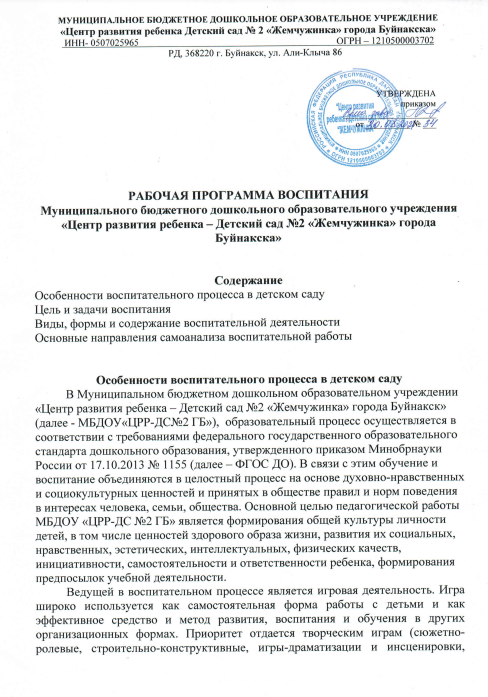 МУНИЦИПАЛЬНОЕ БЮДЖЕТНОЕ ДОШКОЛЬНОЕ ОБРАЗОВАТЕЛЬНОЕ УЧРЕЖДЕНИЕ
«Центр развития ребенка Детский сад № 2 «Жемчужинка» города Буйнакска»
ИНН- 0507025965 ОГРН – 1210500003702
РД, 368220 г. Буйнакск, ул. Али-Клыча 86
УТВЕРЖДЕНА
приказом
от № 34
РАБОЧАЯ ПРОГРАММА ВОСПИТАНИЯ
Муниципального бюджетного дошкольного образовательного учреждения
«Центр развития ребенка – Детский сад №2 «Жемчужинка» города
Буйнакска»
Содержание
Особенности воспитательного процесса в детском саду
Цель и задачи воспитания
Виды, формы и содержание воспитательной деятельности
Основные направления самоанализа воспитательной работы
Особенности воспитательного процесса в детском саду
В Муниципальном бюджетном дошкольном образовательном учреждении
«Центр развития ребенка – Детский сад №2 «Жемчужинка» города Буйнакск»
(далее - МБДОУ«ЦРР-ДС№2 ГБ»), образовательный процесс осуществляется в
соответствии с требованиями федерального государственного образовательного
стандарта дошкольного образования, утвержденного приказом Минобрнауки
России от 17.10.2013 № 1155 (далее – ФГОС ДО). В связи с этим обучение и
воспитание объединяются в целостный процесс на основе духовно-нравственных
и социокультурных ценностей и принятых в обществе правил и норм поведения
в интересах человека, семьи, общества. Основной целью педагогической работы
МБДОУ «ЦРР-ДС №2 ГБ» является формирования общей культуры личности
детей, в том числе ценностей здорового образа жизни, развития их социальных,
нравственных, эстетических, интеллектуальных, физических качеств,
инициативности, самостоятельности и ответственности ребенка, формирования
предпосылок учебной деятельности.
Ведущей в воспитательном процессе является игровая деятельность. Игра
широко используется как самостоятельная форма работы с детьми и как
эффективное средство и метод развития, воспитания и обучения в других
организационных формах. Приоритет отдается творческим играм (сюжетно-
ролевые, строительно-конструктивные, игры-драматизации и инсценировки,